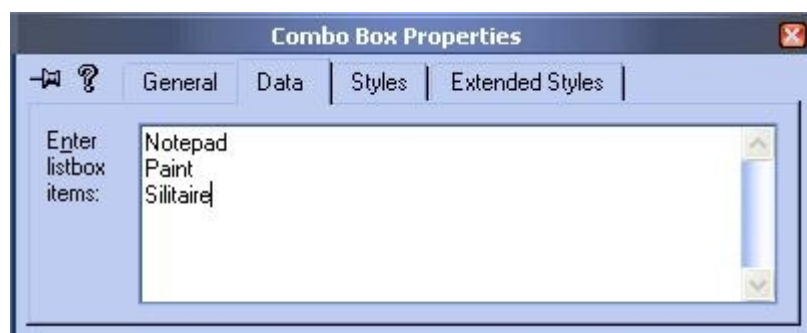 Combo Box Properties
? General Data Styles Extended Styles
Enter
listbox
items:
Notepad
Paint
Silitaire